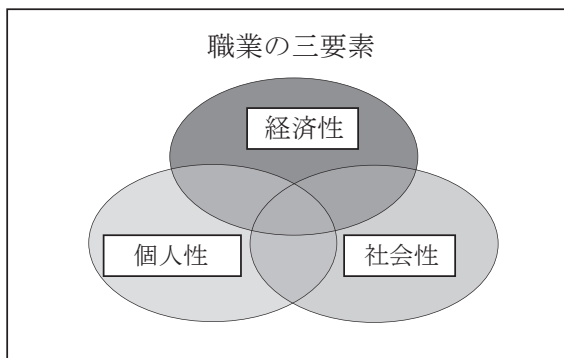 職業の三要素
経済性
個人性
社会性